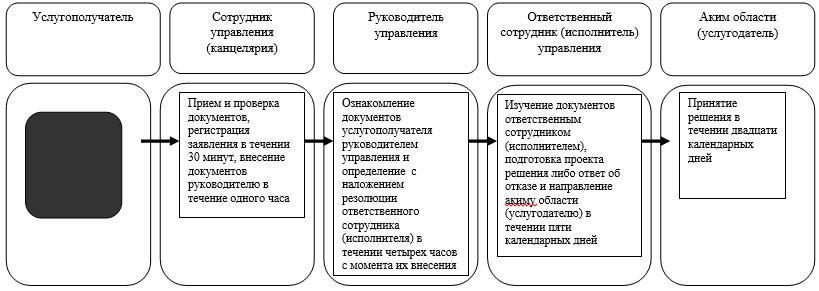 Услугополучатель
Сотрудник
управления
(канцелярия)
Руководитель
управления
Ответственный
сотрудник (исполнитель)
управления
Аким области
(услугодатель)
Прием и проверка
документов,
регистрация
заявления в течении
30 минут, внесение
документов
руководителю в
течение одного часа
Ознакомление
документов
услугополучателя
руководителем
управления и
определение с
наложением
резолюции
ответственного
сотрудника
(исполнителя) в
течении четырех часов
с момента их внесения
Изучение документов
ответственным
сотрудником
(исполнителем),
подготовка проекта
решения либо ответ об
отказе и направление
акиму области
(услугодателю) в
течении пяти
календарных дней
Принятие
решения в
течении двадцати
календарных
дней